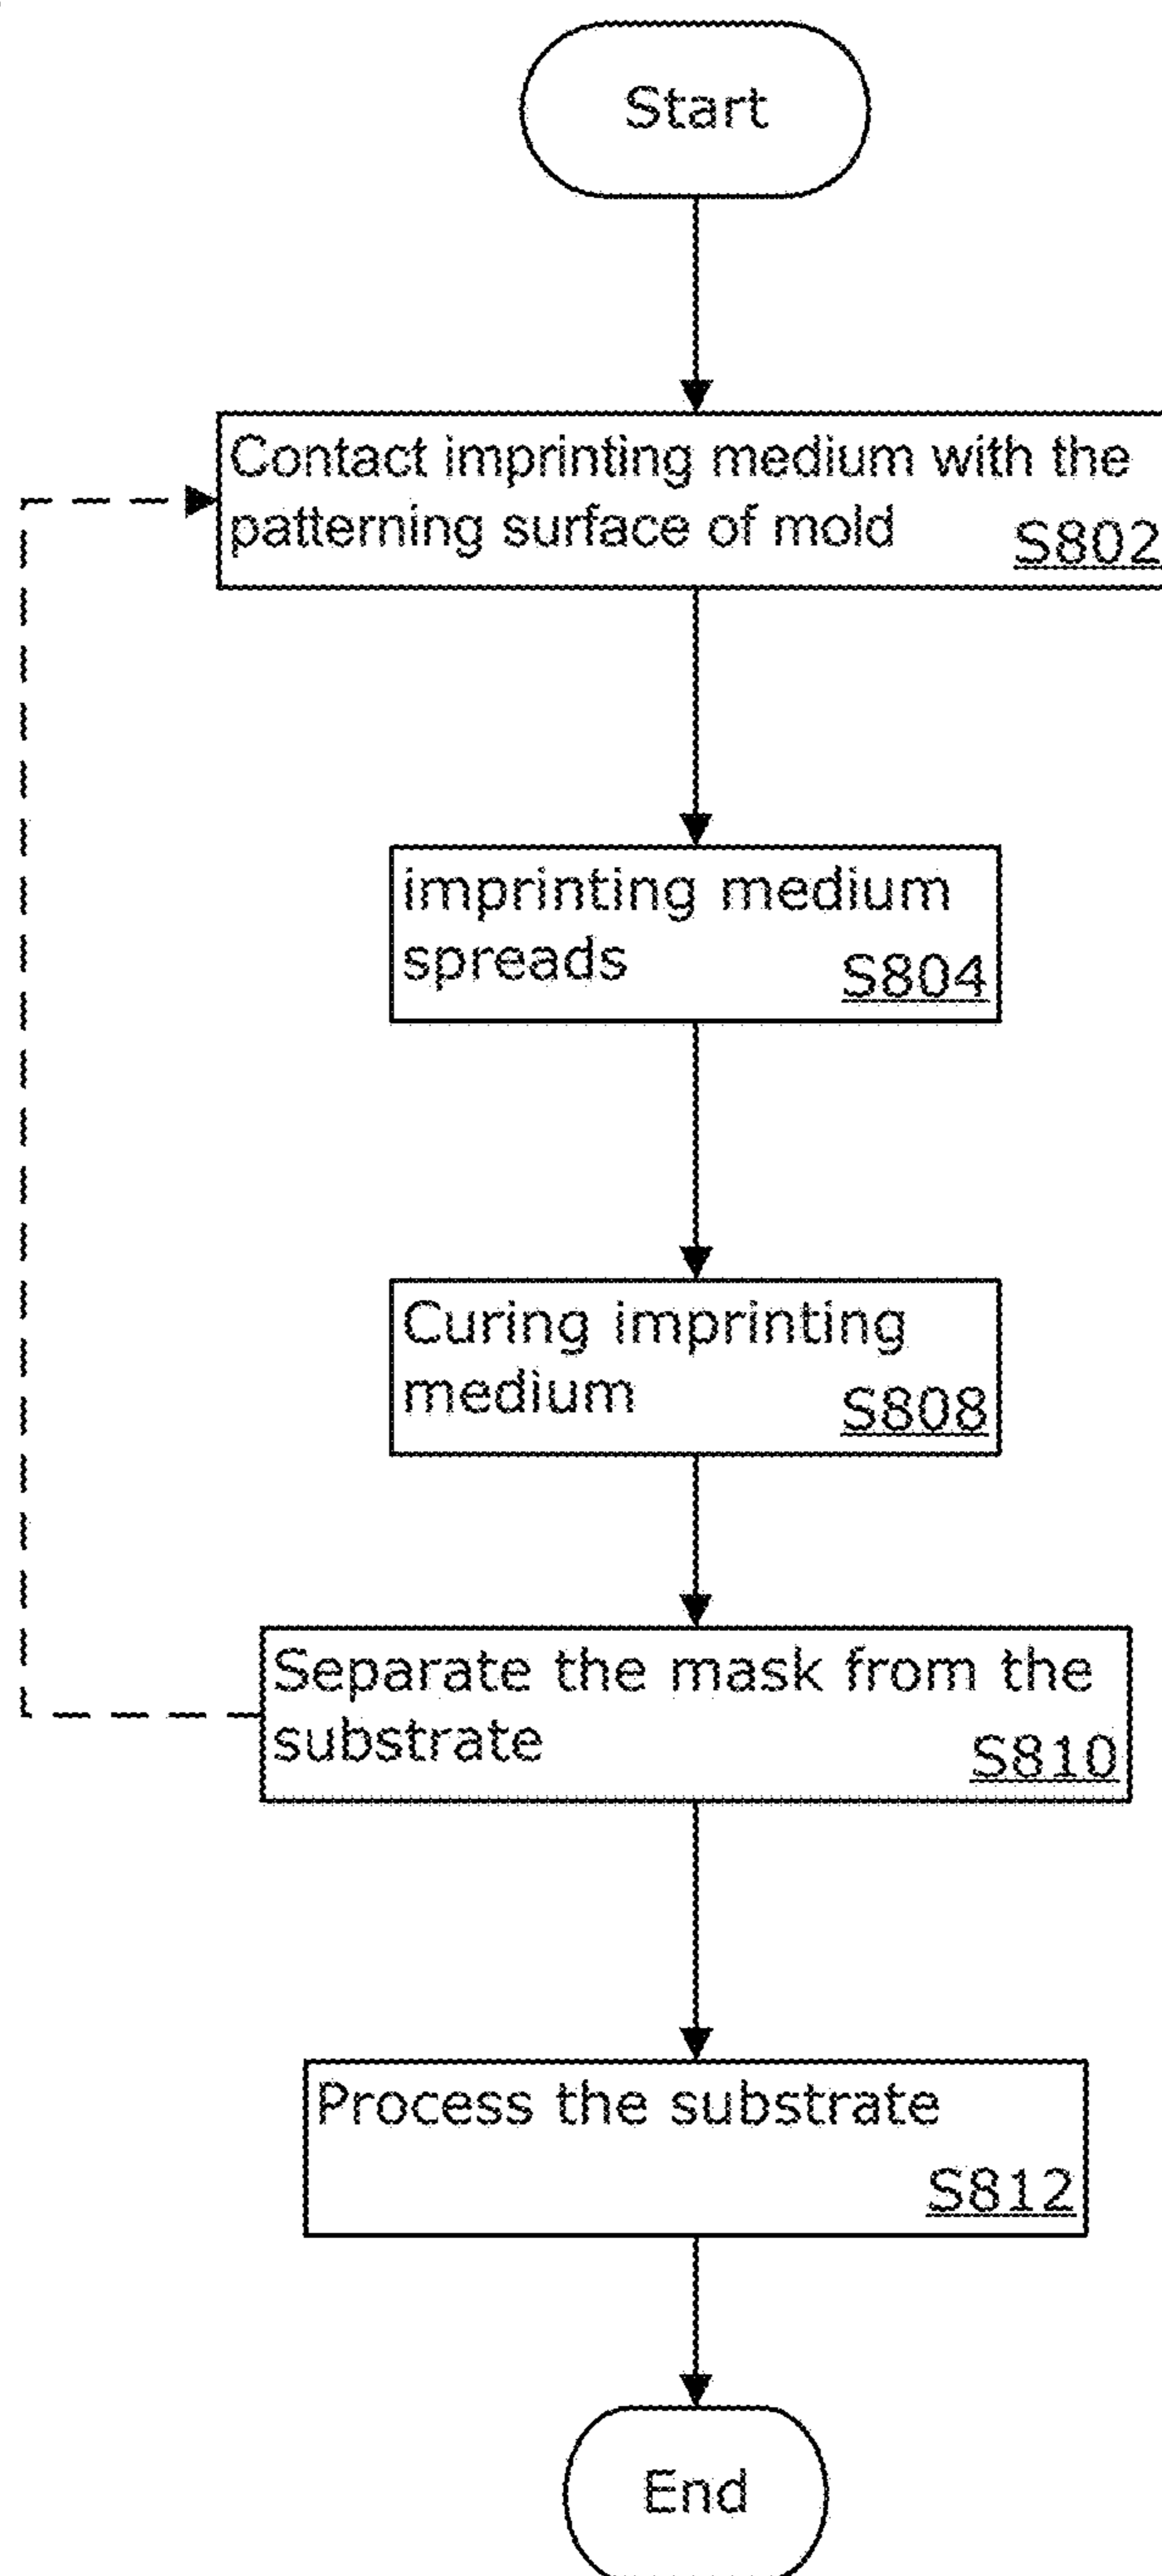 Start
Contact imprinting medium with the
patterning surface of mold
S802
imprinting medium
spreads
S804
Curing imprinting
medium
S808
Separate the mask from the
substrate
S810
Process the substrate
S812
End